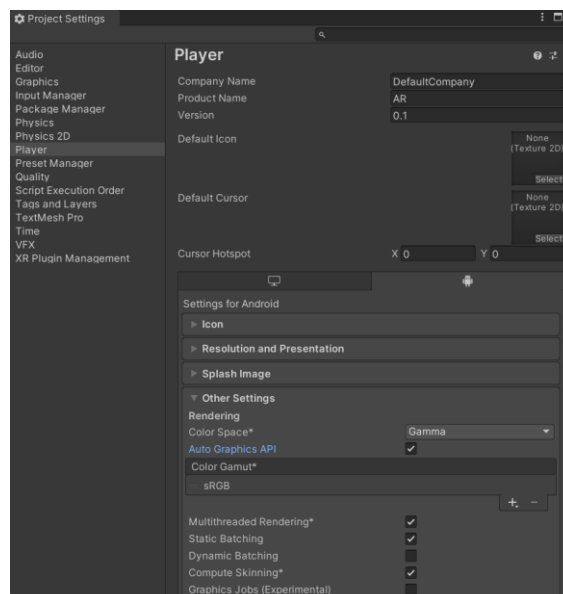 Project Settings
Audio
Editor
Graphics
Input Manager
Package Manager
Physics
Physics 2D
Player
Preset Manager
Quality
Script Execution Order
Tags and Layers
TextMesh Pro
Time
VFX
XR Plugin Management
Player
Company Name DefaultCompany
Product Name AR
Version 0.1
Default Icon
None
(Texture 2D)
Select
Default Cursor
None
(Texture 2D)
Select
Cursor Hotspot X 0 Y 0
Settings for Android
Icon
Resolution and Presentation
Splash Image
Other Settings
Rendering
Color Space* Gamma
Auto Graphics API
Color Gamut*
sRGB
Multithreaded Rendering*
Static Batching
Dynamic Batching
Compute Skinning*
Graphics Jobs (Experimental)